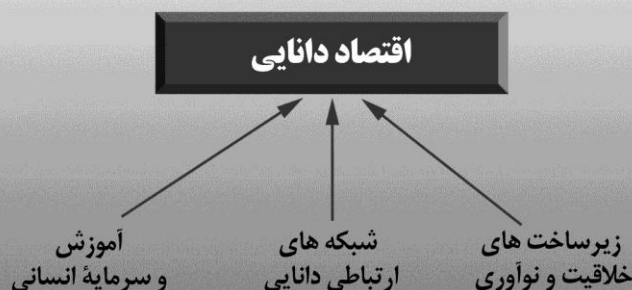 اقتصاد دانایی
زیرساخت های
خلاقیت و نوآوری
شبکه های
ارتباطی دانایی
آموزش
و سرمایهٔ انسانی